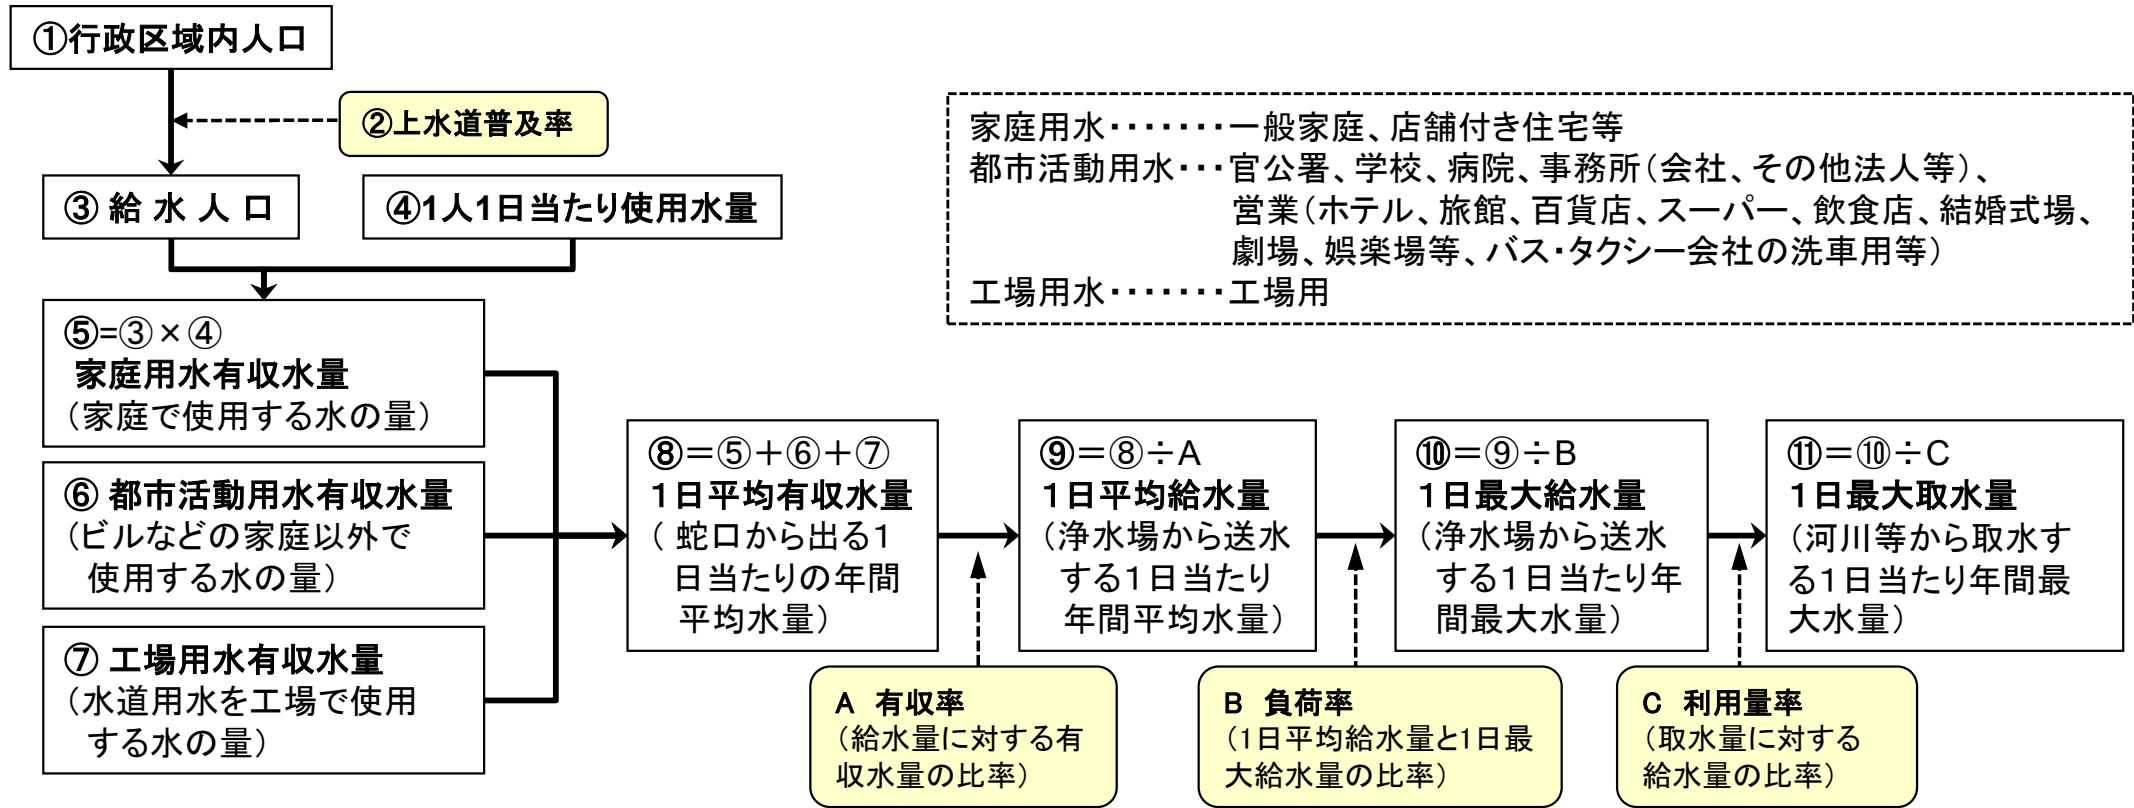 ①行政区域内人口
②上水道普及率
③ 給 水 人 口
④1人1日当たり使用水量
家庭用水・・・・・・・一般家庭、店舗付き住宅等
都市活動用水・・・官公署、学校、病院、事務所（会社、その他法人等）、
営業（ホテル、旅館、百貨店、スーパー、飲食店、結婚式場、
劇場、娯楽場等、バス・タクシー会社の洗車用等）
工場用水・・・・・・・工場用
⑤=③×④
家庭用水有収水量
（家庭で使用する水の量）
⑥ 都市活動用水有収水量
（ビルなどの家庭以外で
使用する水の量）
⑦ 工場用水有収水量
（水道用水を工場で使用
する水の量）
⑧＝⑤＋⑥＋⑦
1日平均有収水量
（ 蛇口から出る1
日当たりの年間
平均水量）
⑨＝⑧÷A
1日平均給水量
（浄水場から送水
する1日当たり
年間平均水量）
⑩＝⑨÷B
1日最大給水量
（浄水場から送水
する1日当たり年
間最大水量）
⑪＝⑩÷C
1日最大取水量
（河川等から取水す
る1日当たり年間最
大水量）
A 有収率
（給水量に対する有
収水量の比率）
B 負荷率
（1日平均給水量と1日最
大給水量の比率）
C 利用量率
（取水量に対する
給水量の比率）